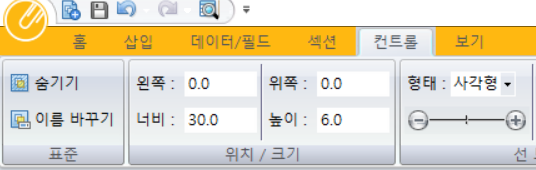 홈 삽입 데이터/필드 섹션 컨트롤 보기
숨기기 왼쪽 : 0.0 위쪽 : 0.0 형태 : 사각형
이름 바꾸기 너비 : 30.0 높이 : 6.0
표준 위치 / 크기 선